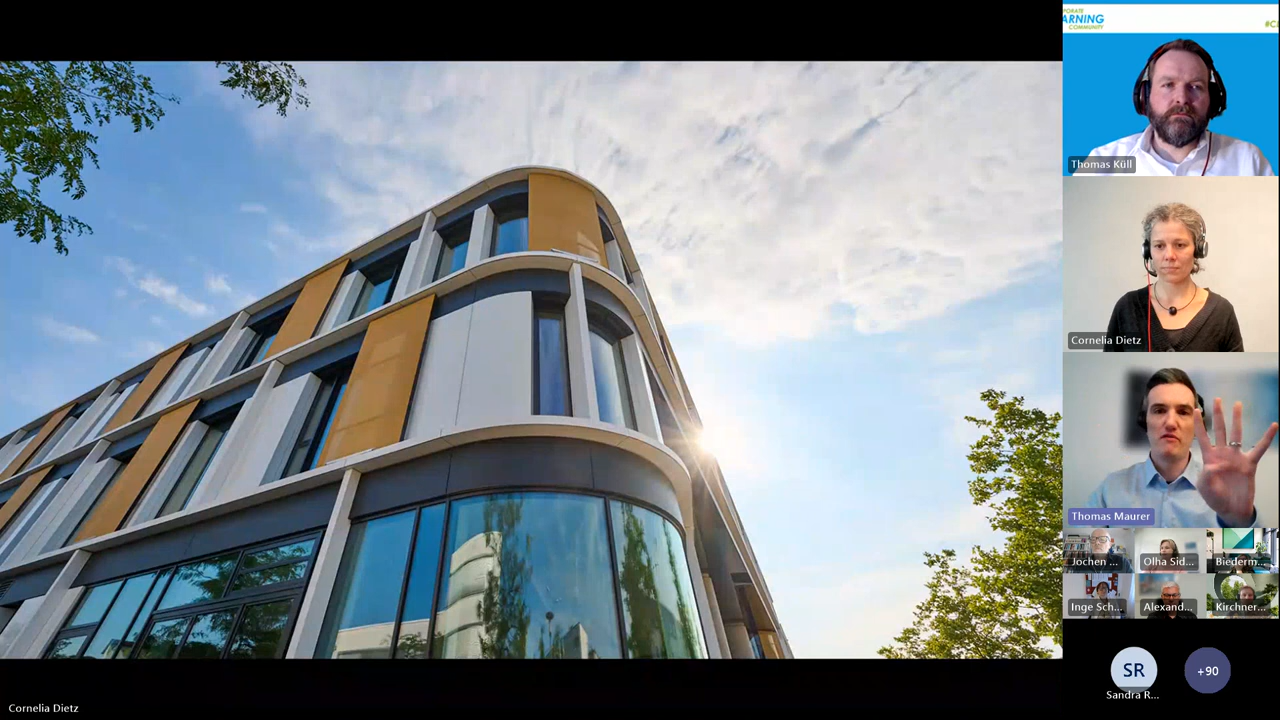 PORATE
ARNING
COMMUNITY
#C
Thomas Küll
Cornelia Dietz
Thomas Maurer
Jochen ...
Olha Sid...
Biederm...
Inge Sch...
Alexand...
Kirchner...
SR
+90
Sandra R...
Cornelia Dietz